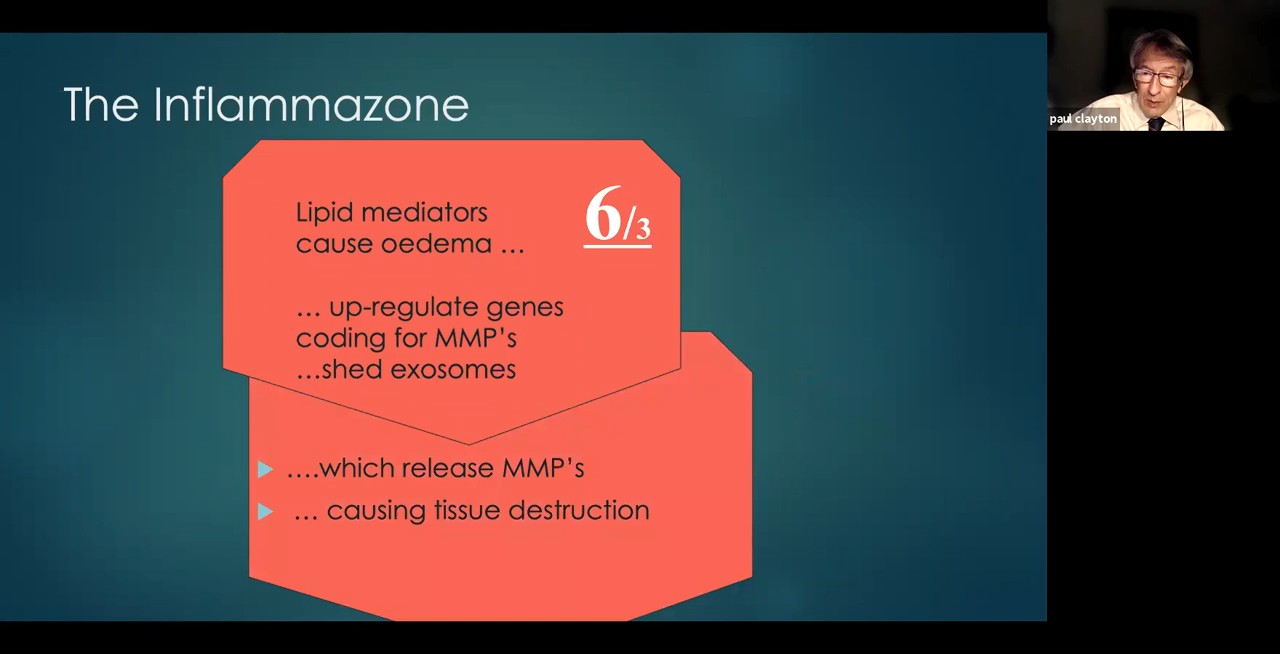 The Inflammazone
Lipid mediators
cause oedema …
6/3
… up-regulate genes
coding for MMP’s
…shed exosomes
….which release MMP’s
… causing tissue destruction
paul clayton